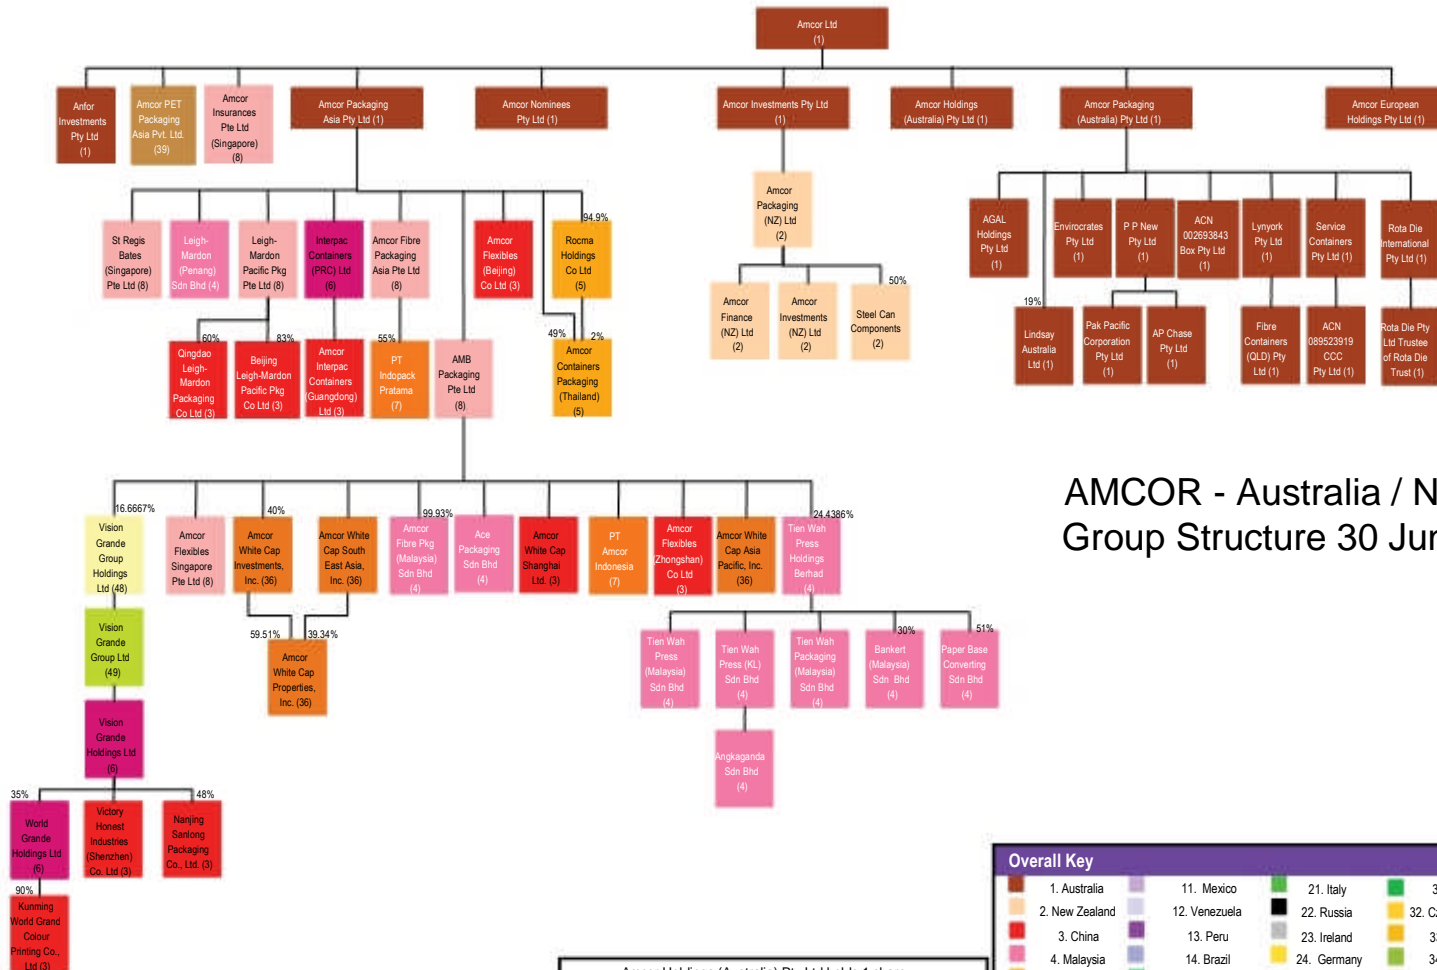 Amcor Ltd
(1)
Anfor
Investments
Pty Ltd
(1)
Amcor PET
Packaging
Asia Pvt. Ltd.
(39)
Amcor
Insurances
Pte Ltd
(Singapore)
(8)
Amcor Packaging
Asia Pty Ltd (1)
Amcor Nominees
Pty Ltd (1)
Amcor Investments Pty Ltd
(1)
Amcor Holdings
(Australia) Pty Ltd (1)
Amcor Packaging
(Australia) Pty Ltd (1)
Amcor European
Holdings Pty Ltd (1)
St Regis
Bates
(Singapore)
Pte Ltd (8)
Leigh-
Mardon
(Penang)
Sdn Bhd (4)
Leigh-
Mardon
Pacific Pkg
Pte Ltd (8)
Interpac
Containers
(PRC) Ltd
(6)
Amcor Fibre
Packaging
Asia Pte Ltd
(8)
Amcor
Flexibles
(Beijing)
Co Ltd (3)
94.9%
Rocma
Holdings
Co Ltd
(5)
Amcor
Packaging
(NZ) Ltd
(2)
AGAL
Holdings
Pty Ltd
(1)
Envirocrates
Pty Ltd
(1)
P P New
Pty Ltd
(1)
ACN
002693843
Box Pty Ltd
(1)
Lynyork
Pty Ltd
(1)
Service
Containers
Pty Ltd (1)
Rota Die
International
Pty Ltd (1)
60%
Qingdao
Leigh-
Mardon
Packaging
Co Ltd (3)
83%
Beijing
Leigh-Mardon
Pacific Pkg
Co Ltd (3)
Amcor
Interpac
Containers
(Guangdong)
Ltd (3)
55%
PT
Indopack
Pratama
(7)
AMB
Packaging
Pte Ltd
(8)
49%
2%
Amcor
Containers
Packaging
(Thailand)
(5)
Amcor
Finance
(NZ) Ltd
(2)
Amcor
Investments
(NZ) Ltd
(2)
50%
Steel Can
Components
(2)
19%
Lindsay
Australia
Ltd (1)
Pak Pacific
Corporation
Pty Ltd
(1)
AP Chase
Pty Ltd
(1)
Fibre
Containers
(QLD) Pty
Ltd (1)
ACN
089523919
CCC
Pty Ltd (1)
Rota Die Pty
Ltd Trustee
of Rota Die
Trust (1)
AMCOR - Australia / N
Group Structure 30 Jun
16.6667%
Vision
Grande
Group
Holdings
Ltd (48)
Amcor
Flexibles
Singapore
Pte Ltd (8)
40%
Amcor
White Cap
Investments,
Inc. (36)
Amcor White
Cap South
East Asia,
Inc. (36)
99.93%
Amcor
Fibre Pkg
(Malaysia)
Sdn Bhd
(4)
Ace
Packaging
Sdn Bhd
(4)
Amcor
White Cap
Shanghai
Ltd. (3)
PT
Amcor
Indonesia
(7)
Amcor
Flexibles
(Zhongshan)
Co Ltd
(3)
Amcor White
Cap Asia
Pacific, Inc.
(36)
24.4386%
Tien Wah
Press
Holdings
Berhad
(4)
Vision
Grande
Group Ltd
(49)
59.51%
39.34%
Amcor
White Cap
Properties,
Inc. (36)
Tien Wah
Press
(Malaysia)
Sdn Bhd
(4)
Tien Wah
Press (KL)
Sdn Bhd
(4)
Tien Wah
Packaging
(Malaysia)
Sdn Bhd
(4)
30%
Bankert
(Malaysia)
Sdn Bhd
(4)
51%
Paper Base
Converting
Sdn Bhd
(4)
Vision
Grande
Holdings Ltd
(6)
Angkaganda
Sdn Bhd
(4)
35%
World
Grande
Holdings Ltd
(6)
Victory
Honest
Industries
(Shenzhen)
Co. Ltd (3)
48%
Nanjing
Sanlong
Packaging
Co., Ltd. (3)
90%
Kunming
World Grand
Colour
Printing Co.,
Ltd (3)
Amcor Holdings (Australia) Pty Ltd holds 1 share
Overall Key
1. Australia
11. Mexico
21. Italy
3
2. New Zealand
12. Venezuela
22. Russia
32. Cz
3. China
13. Peru
23. Ireland
33
4. Malaysia
14. Brazil
24. Germany
34